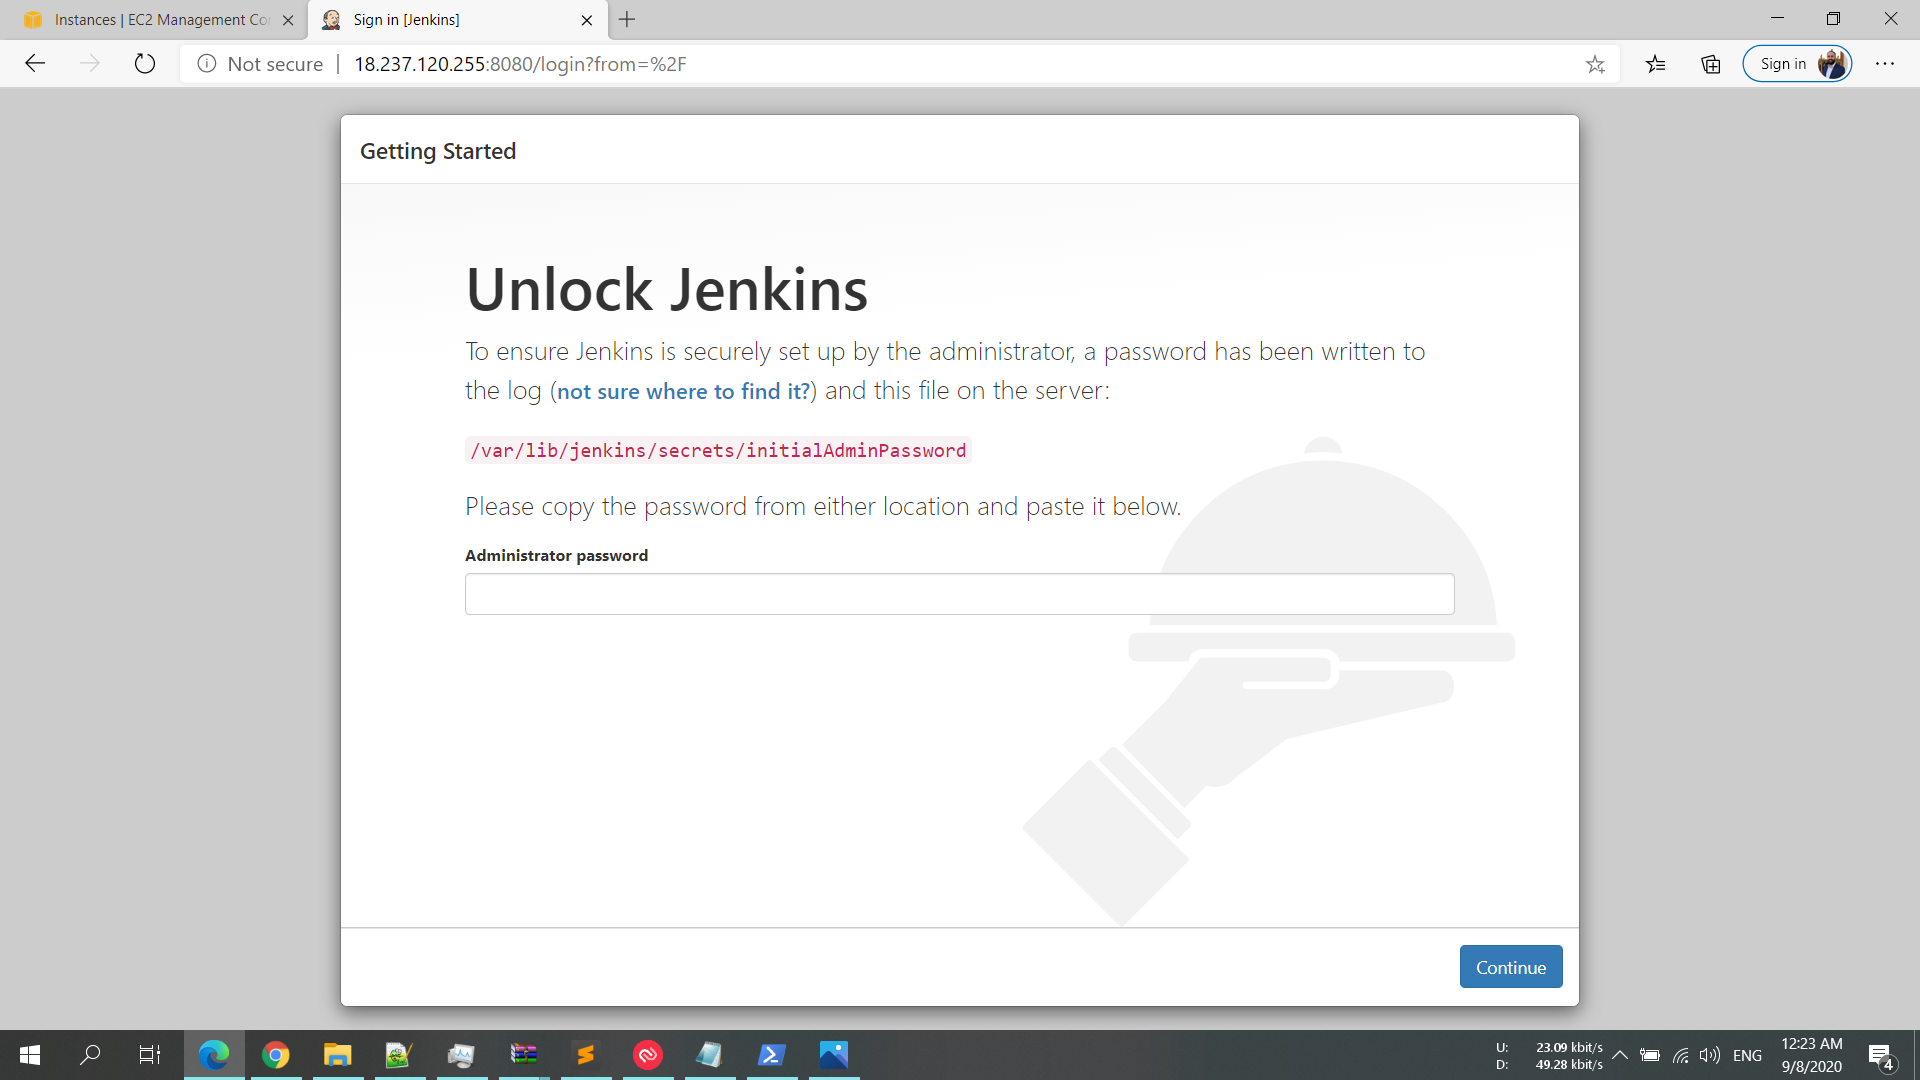 Instances | EC2 Management Co
Sign in [Jenkins]
Not secure
18.237.120.255:8080/login?from=%2F
Sign in
Getting Started
Unlock Jenkins
To ensure Jenkins is securely set up by the administrator, a password has been written to
the log (not sure where to find it?) and this file on the server:
/var/lib/jenkins/secrets/initialAdminPassword
Please copy the password from either location and paste it below.
Administrator password
Continue
U: 23.09 kbit/s
D: 49.28 kbit/s
ENG
12:23 AM
9/8/2020
4